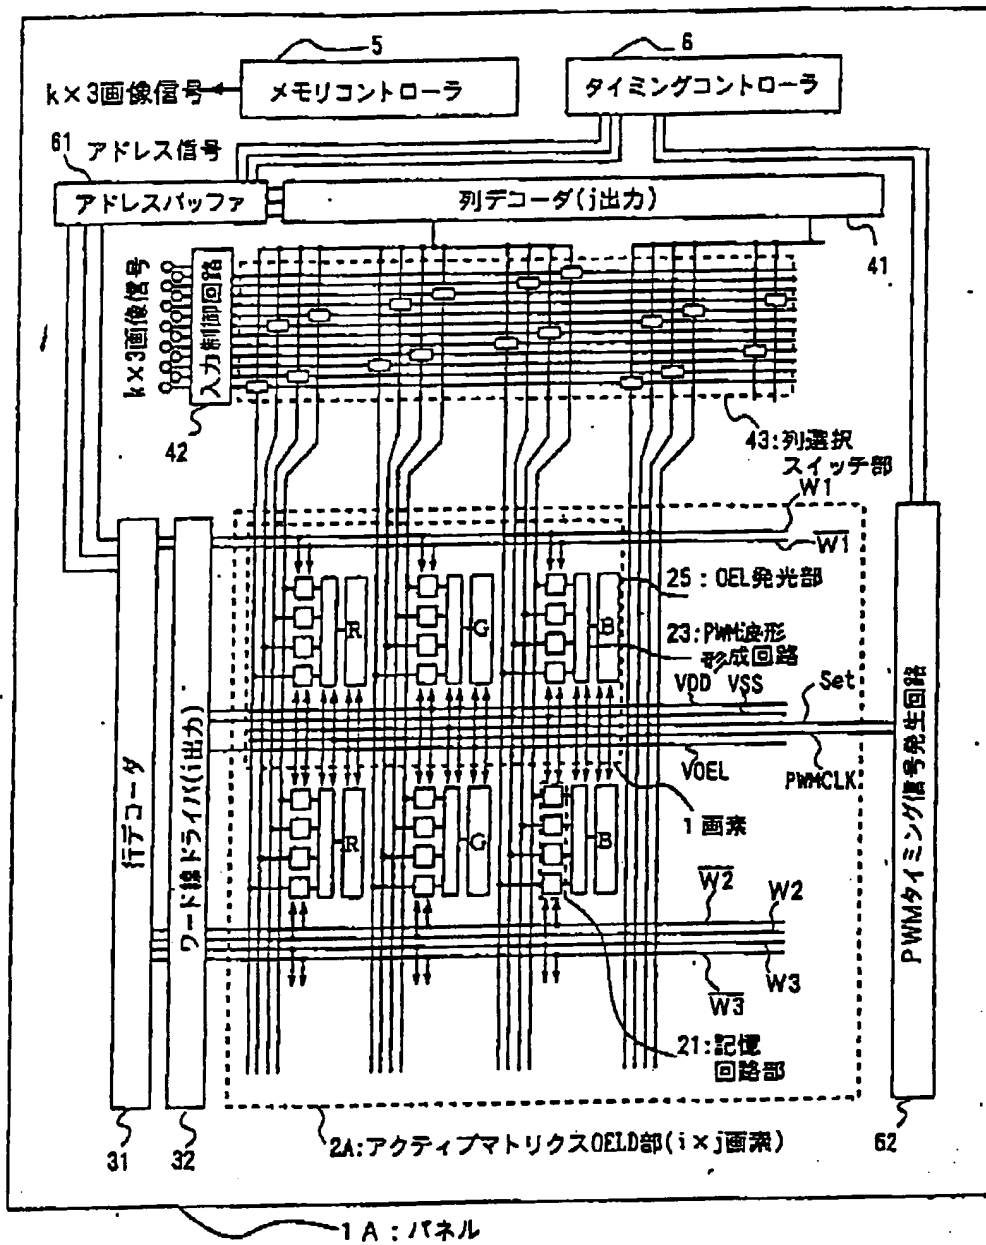 5
6
k×3画像信号
メモリコントローラ
タイミングコントローラ
61
アドレス信号
アドレスバッファ
列デコーダ(j出力)
41
k×3画像信号
入力制御回路
42
43:列選択
スイッチ部
W1
W1
25:OEL発光部
23:PWM波形
形成回路
R
G
B
VDD
VSS
Set
VOEL
PWMCLK
1画素
R
G
B
W2
W2
W3
W3
21:記憶
回路部
行デコーダ
ワード線ドライバ(i出力)
PWMタイミング信号発生回路
31
32
2A:アクティブマトリクスOELD部(i×j画素)
62
1A:パネル